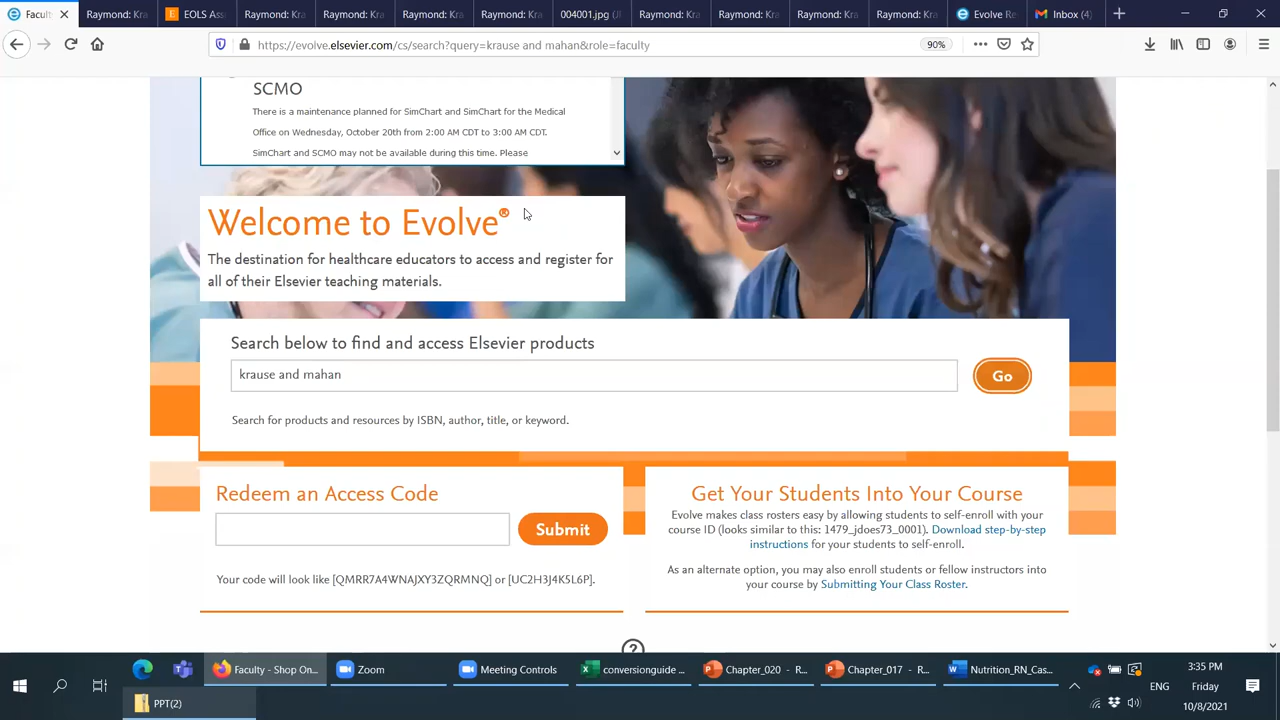 Facul
EOLS Ass
Raymond: Kra
Raymond: Kra
Raymond: Kra
Raymond: Kra
004001.jpg (J
Raymond: Kra
Raymond: Kra
Raymond: Kra
Raymond: Kra
Evolve Re
Inbox (4)
https://evolve.elsevier.com/cs/search?query=krause and mahan&role=faculty
90%
SCMO
There is a maintenance planned for SimChart and SimChart for the Medical
Office on Wednesday, October 20th from 2:00 AM CDT to 3:00 AM CDT.
SimChart and SCMO may not be available during this time. Please
Welcome to Evolve®
The destination for healthcare educators to access and register for
all of their Elsevier teaching materials.
Search below to find and access Elsevier products
krause and mahan
Go
Search for products and resources by ISBN, author, title, or keyword.
Redeem an Access Code
Submit
Your code will look like [QMRR7A4WNAJXY3ZQRMNQ] or [UC2H3J4K5L6P].
Get Your Students Into Your Course
Evolve makes class rosters easy by allowing students to self-enroll with your
course ID (looks similar to this: 1479_jdoes73_0001). Download step-by-step
instructions for your students to self-enroll.
As an alternate option, you may also enroll students or fellow instructors into
your course by Submitting Your Class Roster.
Faculty - Shop On...
Zoom
Meeting Controls
conversionguide ...
Chapter_020 - R...
Chapter_017 - R...
Nutrition_RN_Cas...
PPT(2)
ENG
3:35 PM
Friday
10/8/2021